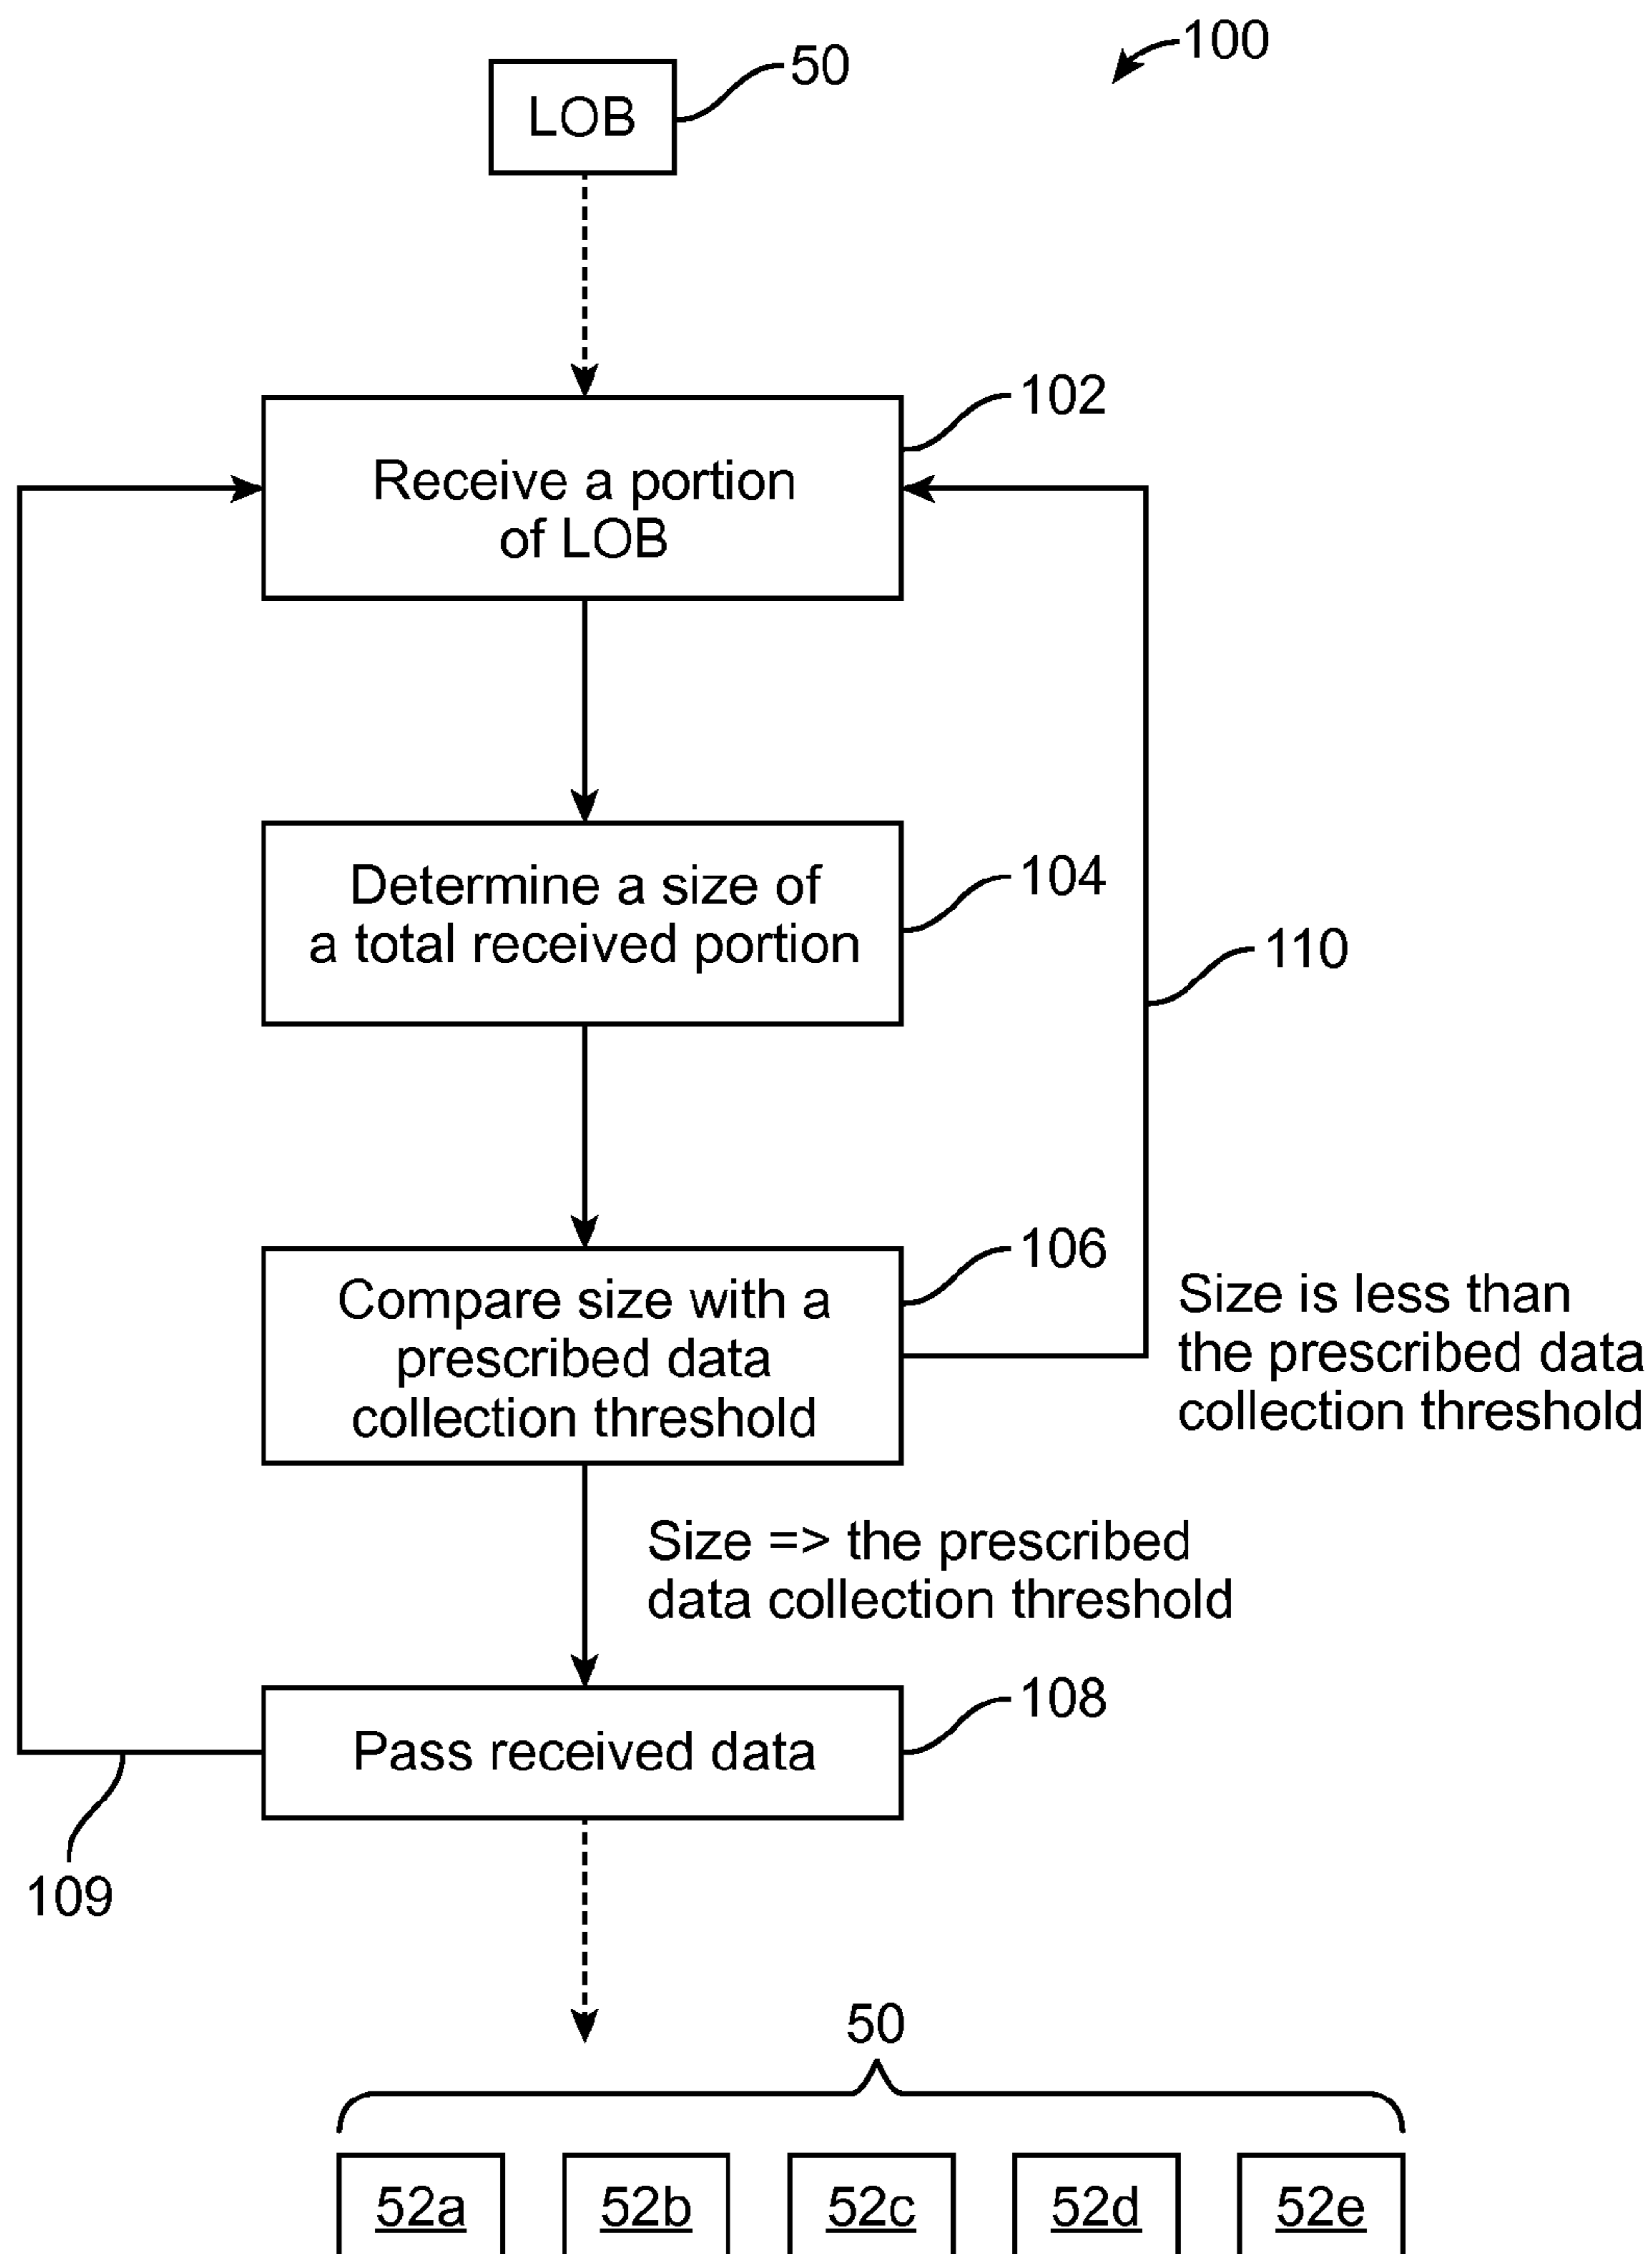 100
50
LOB
102
Receive a portion
of LOB
104
Determine a size of
a total received portion
110
106
Compare size with a
prescribed data
collection threshold
Size is less than
the prescribed data
collection threshold
Size => the prescribed
data collection threshold
108
Pass received data
109
50
52a
52b
52c
52d
52e